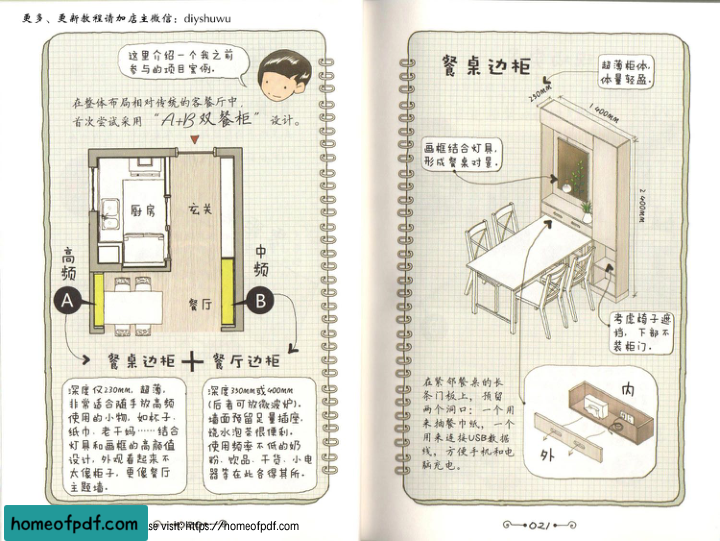 更多、更新教程请加店主微信：diyshuwu
这里介绍一个我之前
参与的项目案例。
在整体布局相对传统的客餐厅中，
首次尝试采用 “A+B双餐柜” 设计。
厨房
玄关
餐厅
高频
A
中频
B
餐桌边柜 + 餐厅边柜
深度仅230mm，超薄，
非常适合随手放高频
使用的小物，如杯子、
纸巾、老干妈……结合
灯具和画框的高颜值
设计，外观看起来不
太像柜子，更像餐厅
主题墙。
深度350mm或400mm
（后者可放微波炉），
墙面预留足量插座，
烧水泡茶很便利。
使用频率不低的奶
粉、饮品、干货、小电
器等在此各得其所。
homeofpdf.com
se visit: https://homeofpdf.com
餐桌边柜
超薄柜体，
体量轻盈。
230mm
1400mm
2400mm
画框结合灯具，
形成餐桌对景。
考虑椅子遮
挡，下部不
装柜门。
在紧邻餐桌的长
条门板上，预留
两个洞口：一个用
来抽餐巾纸，一个
用来连接USB数据
线，方便手机和电
脑充电。
内
外
021